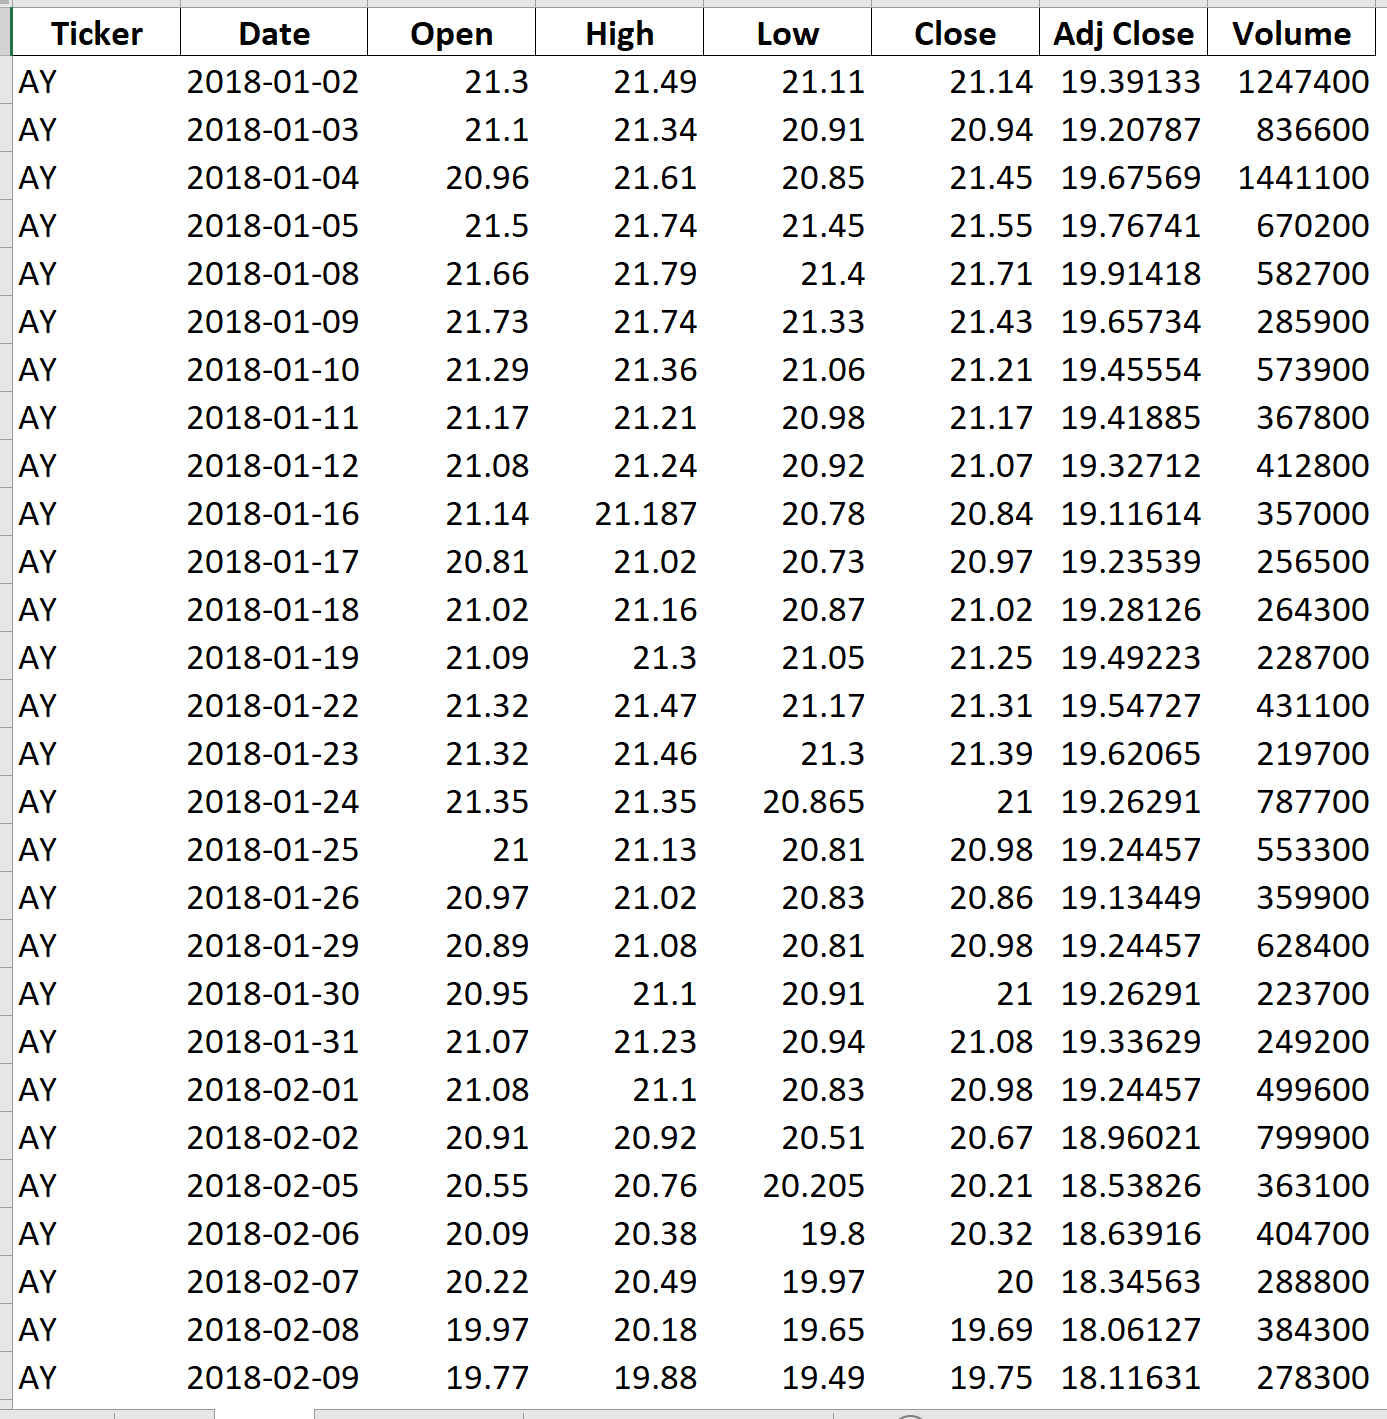 Ticker Date Open High Low Close Adj Close Volume
AY 2018-01-02 21.3 21.49 21.11 21.14 19.39133 1247400
AY 2018-01-03 21.1 21.34 20.91 20.94 19.20787 836600
AY 2018-01-04 20.96 21.61 20.85 21.45 19.67569 1441100
AY 2018-01-05 21.5 21.74 21.45 21.55 19.76741 670200
AY 2018-01-08 21.66 21.79 21.4 21.71 19.91418 582700
AY 2018-01-09 21.73 21.74 21.33 21.43 19.65734 285900
AY 2018-01-10 21.29 21.36 21.06 21.21 19.45554 573900
AY 2018-01-11 21.17 21.21 20.98 21.17 19.41885 367800
AY 2018-01-12 21.08 21.24 20.92 21.07 19.32712 412800
AY 2018-01-16 21.14 21.187 20.78 20.84 19.11614 357000
AY 2018-01-17 20.81 21.02 20.73 20.97 19.23539 256500
AY 2018-01-18 21.02 21.16 20.87 21.02 19.28126 264300
AY 2018-01-19 21.09 21.3 21.05 21.25 19.49223 228700
AY 2018-01-22 21.32 21.47 21.17 21.31 19.54727 431100
AY 2018-01-23 21.32 21.46 21.3 21.39 19.62065 219700
AY 2018-01-24 21.35 21.35 20.865 21 19.26291 787700
AY 2018-01-25 21 21.13 20.81 20.98 19.24457 553300
AY 2018-01-26 20.97 21.02 20.83 20.86 19.13449 359900
AY 2018-01-29 20.89 21.08 20.81 20.98 19.24457 628400
AY 2018-01-30 20.95 21.1 20.91 21 19.26291 223700
AY 2018-01-31 21.07 21.23 20.94 21.08 19.33629 249200
AY 2018-02-01 21.08 21.1 20.83 20.98 19.24457 499600
AY 2018-02-02 20.91 20.92 20.51 20.67 18.96021 799900
AY 2018-02-05 20.55 20.76 20.205 20.21 18.53826 363100
AY 2018-02-06 20.09 20.38 19.8 20.32 18.63916 404700
AY 2018-02-07 20.22 20.49 19.97 20 18.34563 288800
AY 2018-02-08 19.97 20.18 19.65 19.69 18.06127 384300
AY 2018-02-09 19.77 19.88 19.49 19.75 18.11631 278300